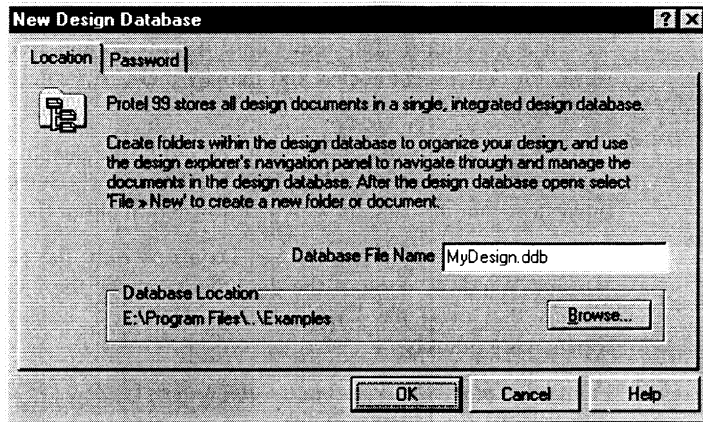 New Design Database
Location Password
Protel 99 stores all design documents in a single, integrated design database.
Create folders within the design database to organize your design, and use
the design explorer's navigation panel to navigate through and manage the
documents in the design database. After the design database opens select
'File » New' to create a new folder or document.
Database File Name MyDesign.ddb
Database Location
E:\Program Files\..\Examples
Browse...
OK Cancel Help